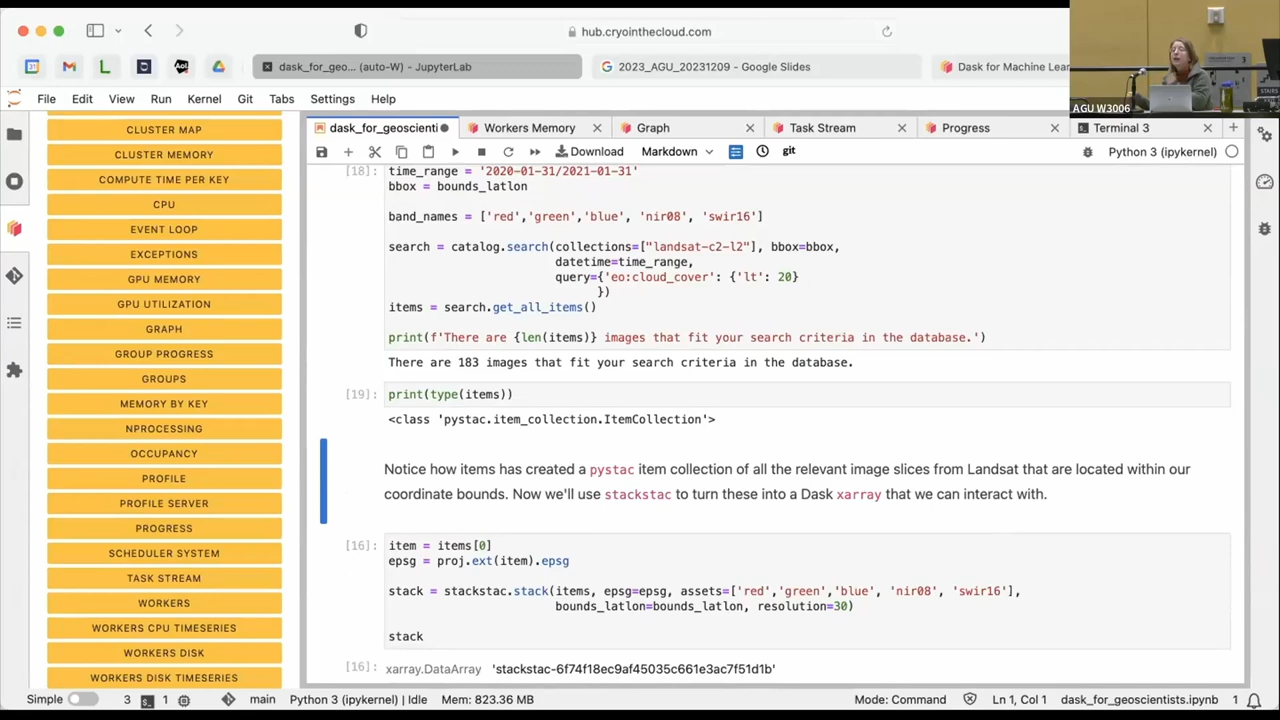 hub.cryointhecloud.com
dask_for_geo... (auto-W) - JupyterLab
2023_AGU_20231209 - Google Slides
Dask for Machine Lear
AGU W3006
STAIRS
File Edit View Run Kernel Git Tabs Settings Help
CLUSTER MAP
CLUSTER MEMORY
COMPUTE TIME PER KEY
CPU
EVENT LOOP
EXCEPTIONS
GPU MEMORY
GPU UTILIZATION
GRAPH
GROUP PROGRESS
GROUPS
MEMORY BY KEY
NPROCESSING
OCCUPANCY
PROFILE
PROFILE SERVER
PROGRESS
SCHEDULER SYSTEM
TASK STREAM
WORKERS
WORKERS CPU TIMESERIES
WORKERS DISK
WORKERS DISK TIMESERIES
dask_for_geoscienti Workers Memory Graph Task Stream Progress Terminal 3
Download Markdown git Python 3 (ipykernel)
[18]: time_range = '2020-01-31/2021-01-31'
bbox = bounds_latlon
band_names = ['red','green','blue', 'nir08', 'swir16']
search = catalog.search(collections=["landsat-c2-l2"], bbox=bbox,
datetime=time_range,
query={'eo:cloud_cover': {'lt': 20}
})
items = search.get_all_items()
print(f'There are {len(items)} images that fit your search criteria in the database.')
There are 183 images that fit your search criteria in the database.
[19]: print(type(items))
<class 'pystac.item_collection.ItemCollection'>
Notice how items has created a pystac item collection of all the relevant image slices from Landsat that are located within our
coordinate bounds. Now we'll use stackstac to turn these into a Dask xarray that we can interact with.
[16]: item = items[0]
epsg = proj.ext(item).epsg
stack = stackstac.stack(items, epsg=epsg, assets=['red','green','blue', 'nir08', 'swir16'],
bounds_latlon=bounds_latlon, resolution=30)
stack
[16]: xarray.DataArray 'stackstac-6f74f18ec9af45035c661e3ac7f51d1b'
Simple 3 1 main Python 3 (ipykernel) | Idle Mem: 823.36 MB Mode: Command Ln 1, Col 1 dask_for_geoscientists.ipynb 1